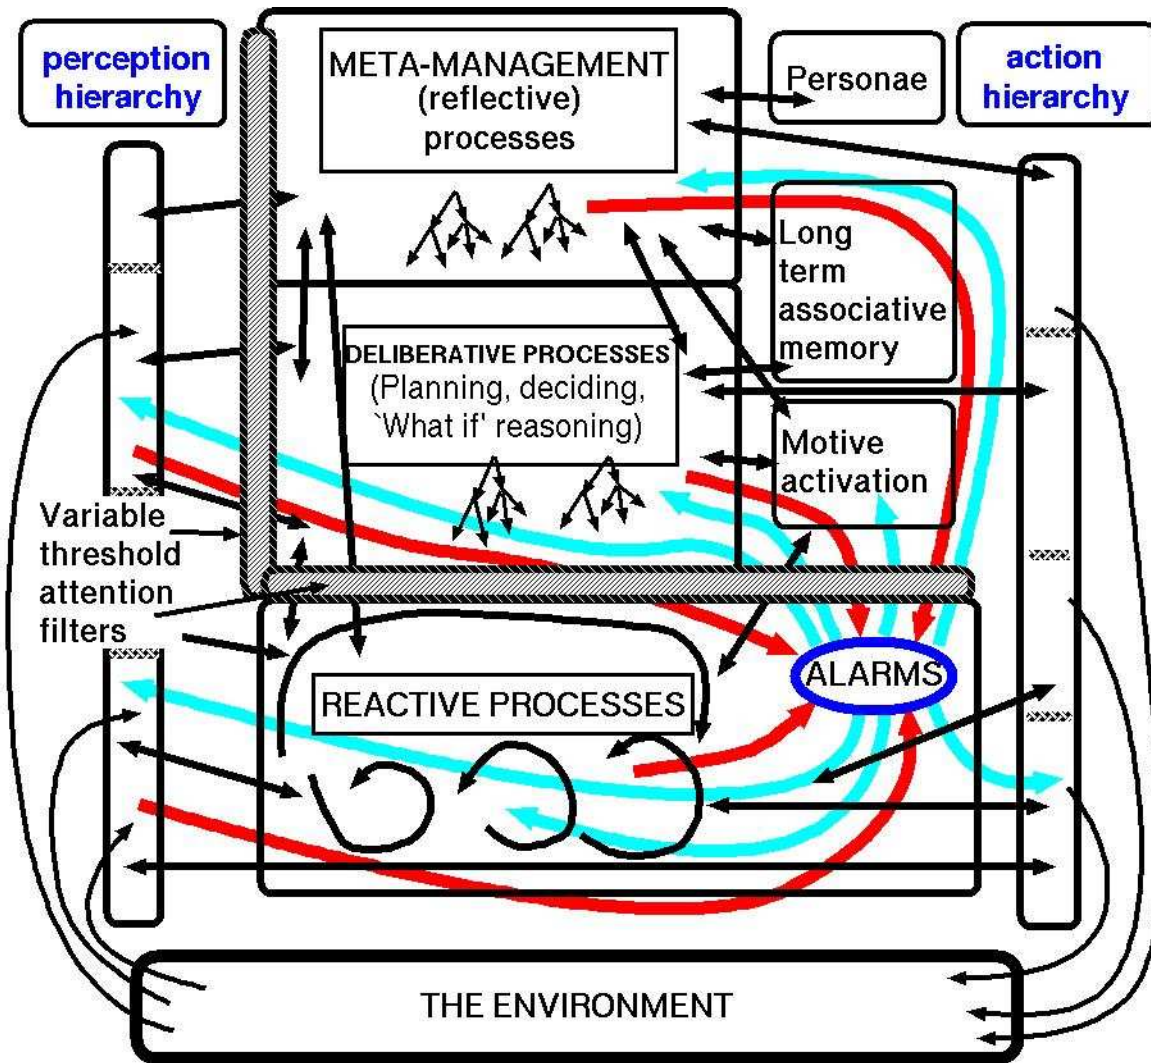 perception
hierarchy
META-MANAGEMENT
(reflective)
processes
Personae
action
hierarchy
Long
term
associative
memory
DELIBERATIVE PROCESSES
(Planning, deciding,
`What if' reasoning)
Motive
activation
Variable
threshold
attention
filters
REACTIVE PROCESSES
ALARMS
THE ENVIRONMENT